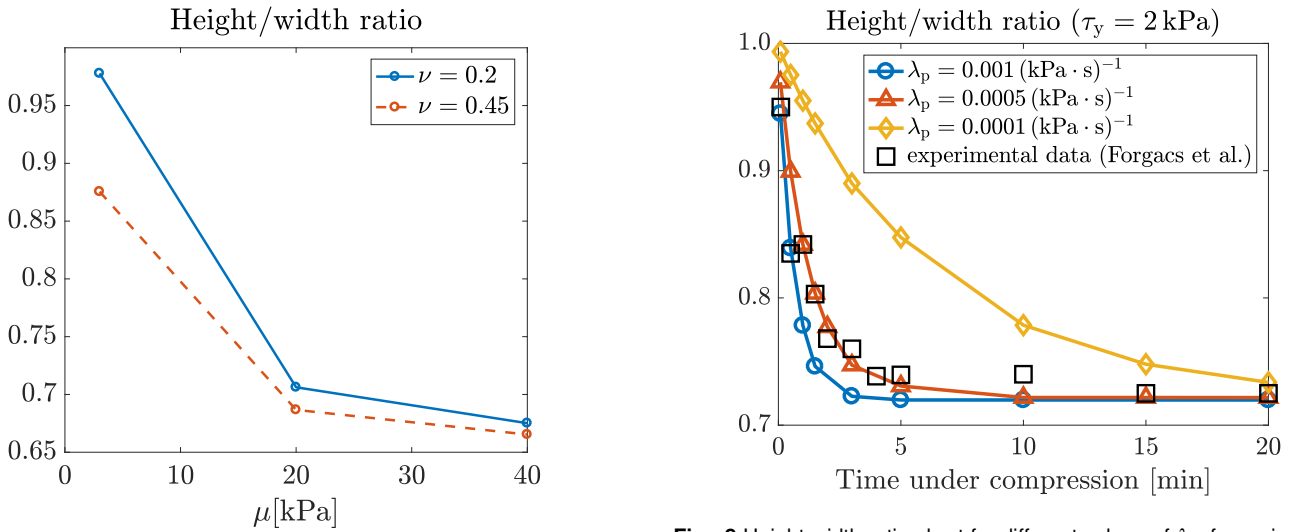 Height/width ratio
ν = 0.2
ν = 0.45
0.95
0.9
0.85
0.8
0.75
0.7
0.65
0 10 20 30 40
μ[kPa]
Height/width ratio (τy = 2 kPa)
λp = 0.001 (kPa · s)−1
λp = 0.0005 (kPa · s)−1
λp = 0.0001 (kPa · s)−1
experimental data (Forgacs et al.)
1.0
0.9
0.8
0.7
0 5 10 15 20
Time under compression [min]